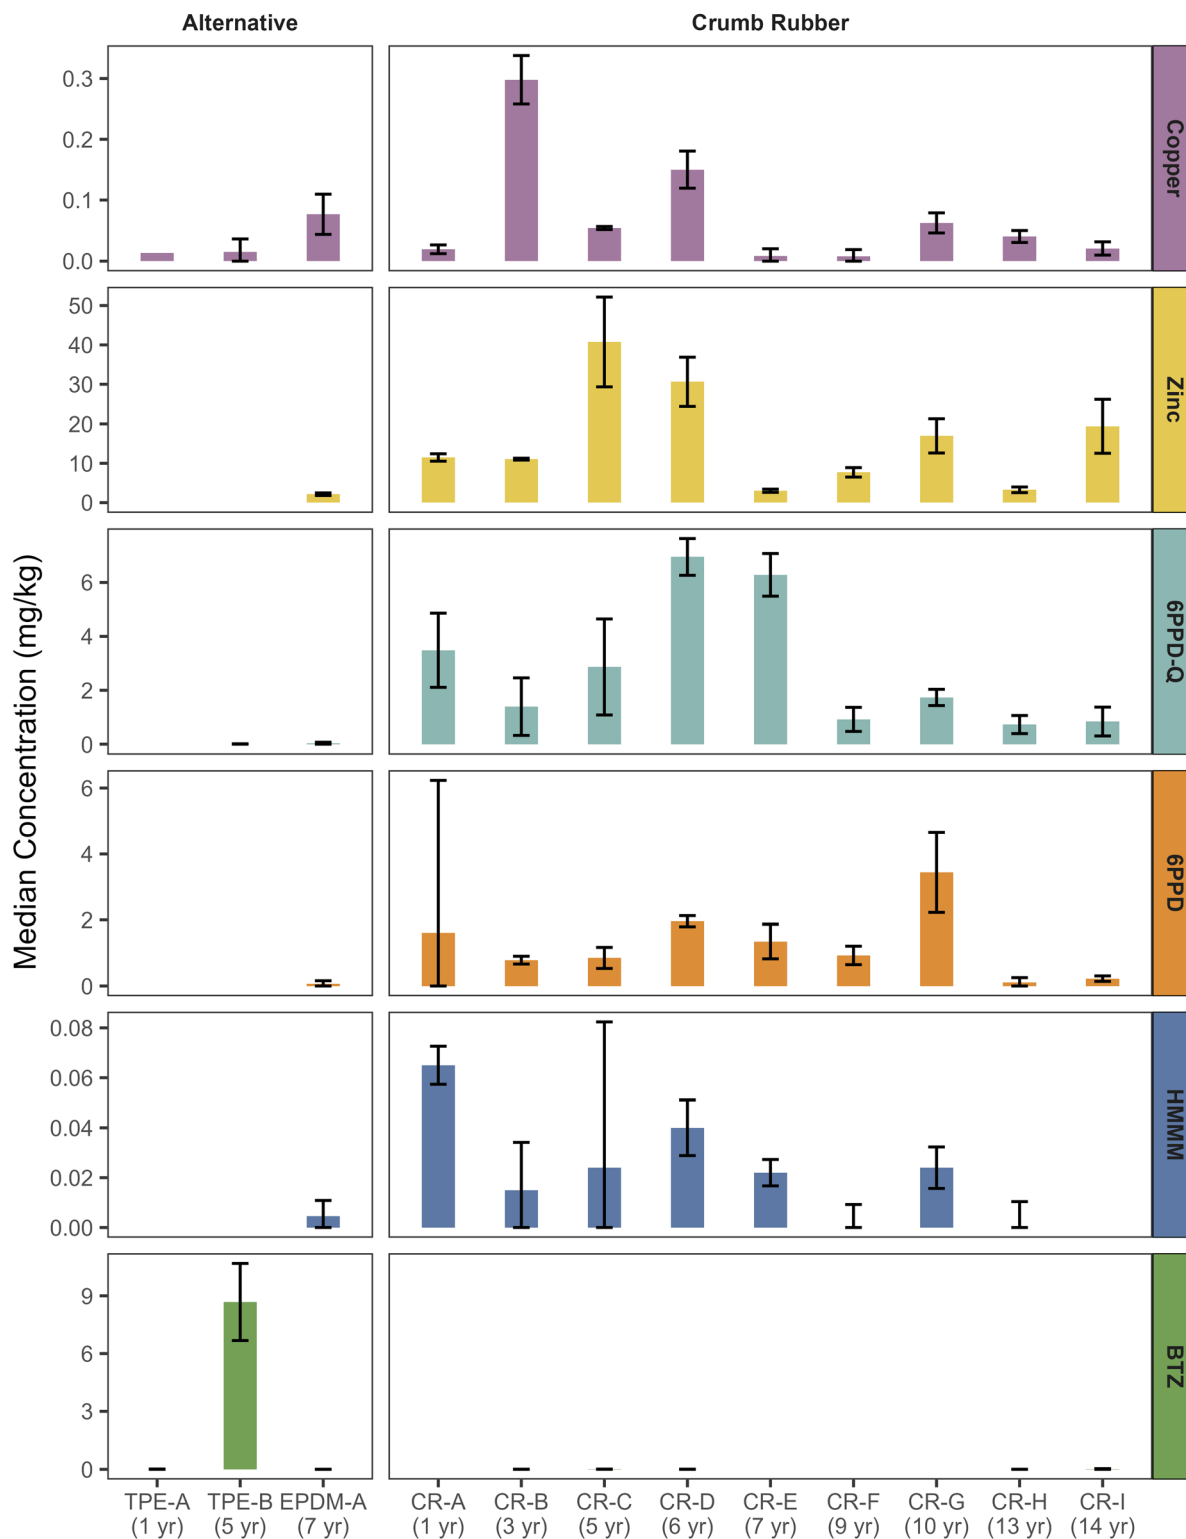 Alternative
Crumb Rubber
Median Concentration (mg/kg)
0.3
0.2
0.1
0.0
Copper
50
40
30
20
10
0
Zinc
6
4
2
0
6PPD-Q
6
4
2
0
6PPD
0.08
0.06
0.04
0.02
0.00
HMMM
9
6
3
0
BTZ
TPE-A TPE-B EPDM-A CR-A CR-B CR-C CR-D CR-E CR-F CR-G CR-H CR-I
(1 yr) (5 yr) (7 yr) (1 yr) (3 yr) (5 yr) (6 yr) (7 yr) (9 yr) (10 yr) (13 yr) (14 yr)